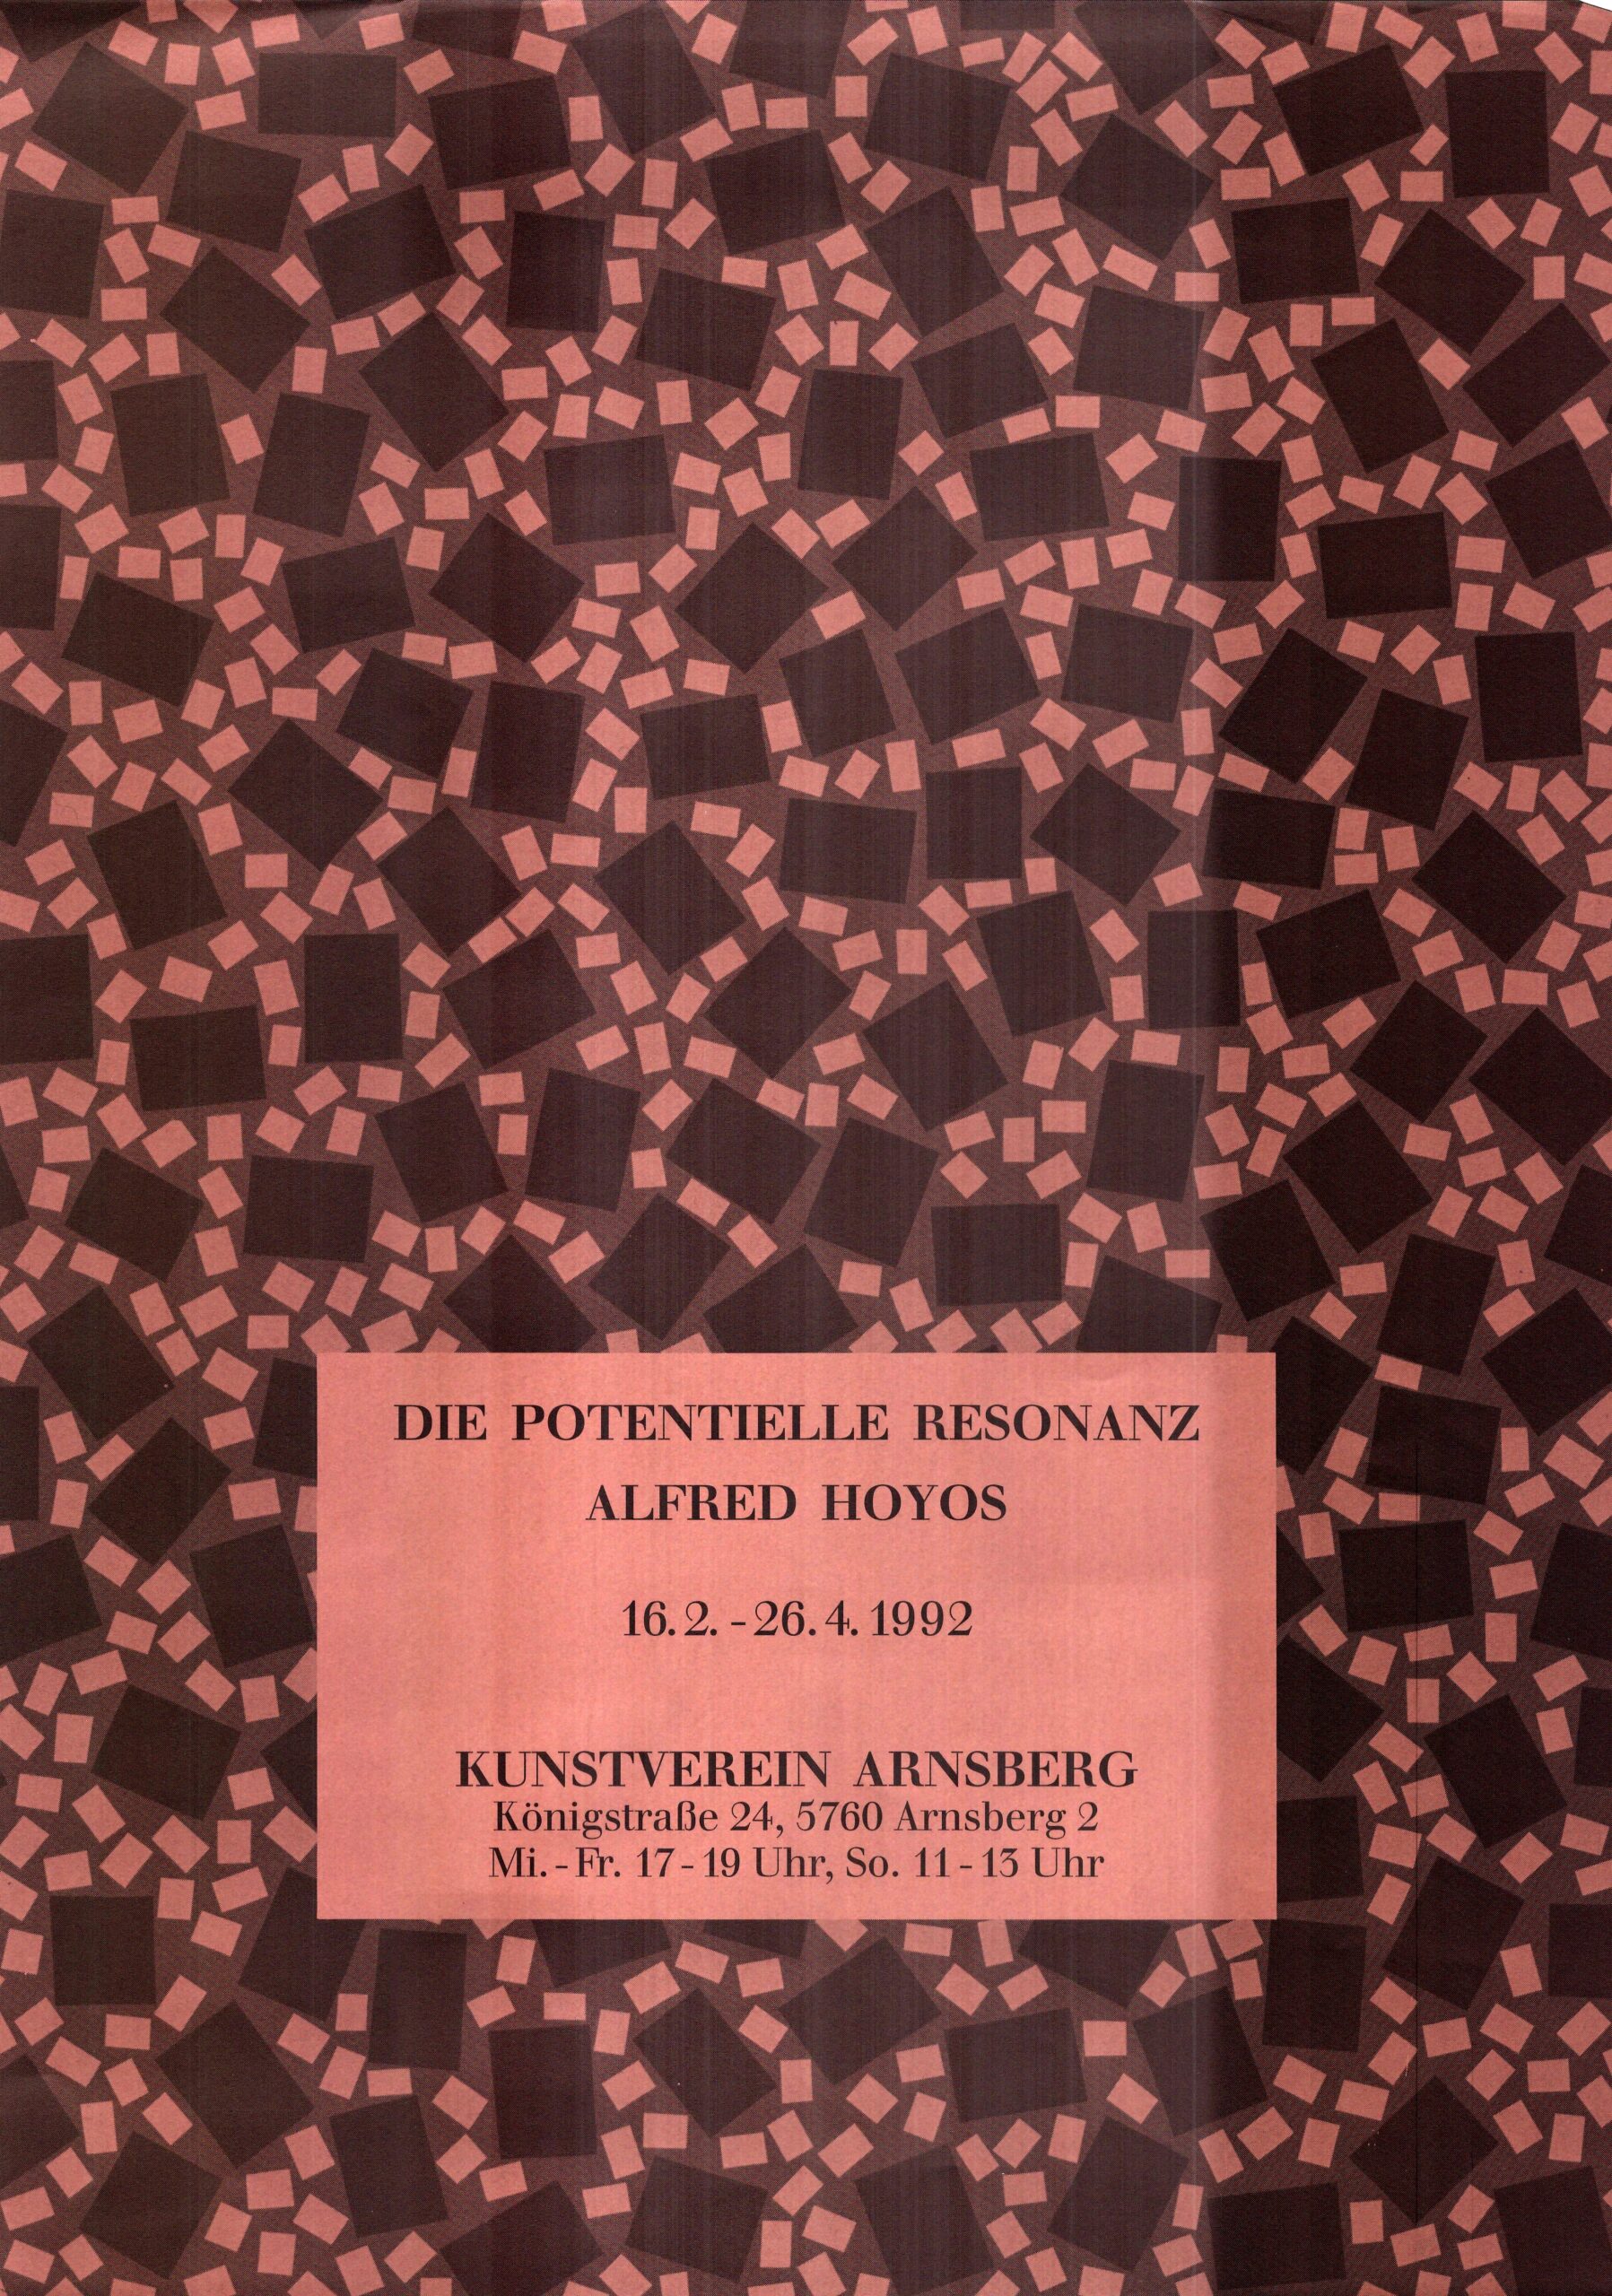 DIE POTENTIELLE RESONANZ
ALFRED HOYOS
16. 2. - 26. 4. 1992
KUNSTVEREIN ARNSBERG
Königstraße 24, 5760 Arnsberg 2
Mi. - Fr. 17 - 19 Uhr, So. 11 - 13 Uhr